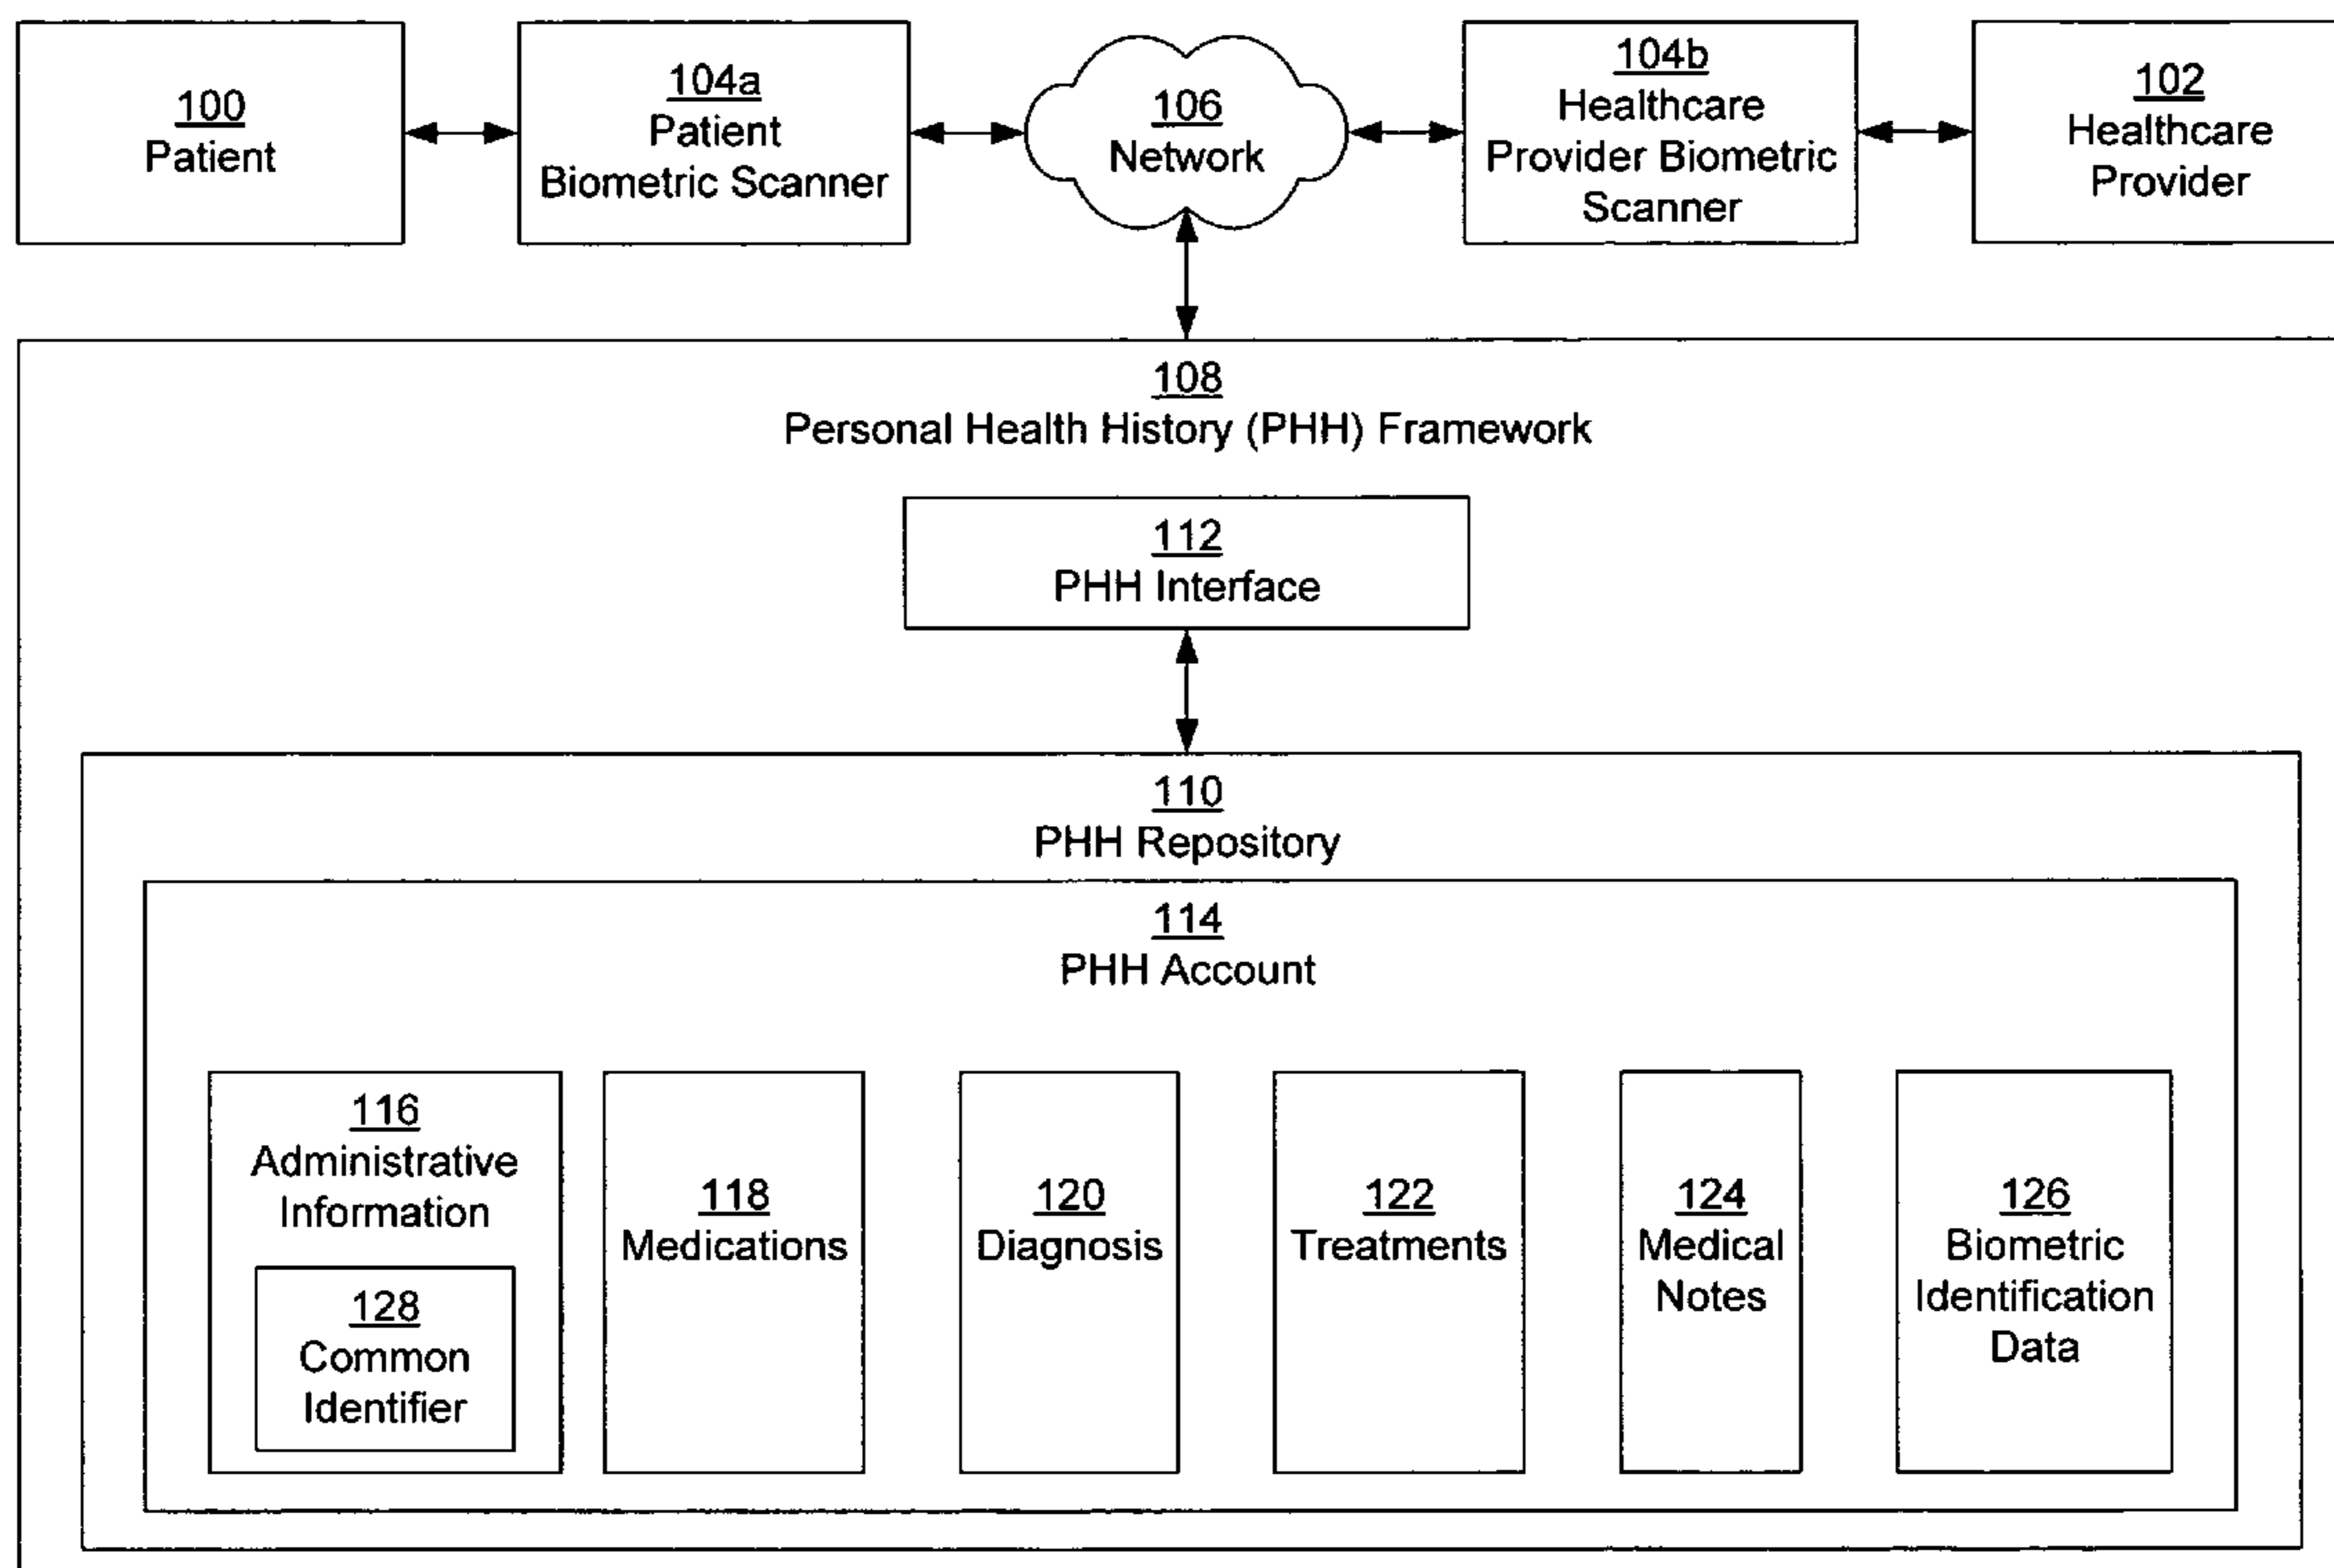 100
Patient
104a
Patient
Biometric Scanner
106
Network
104b
Healthcare
Provider Biometric
Scanner
102
Healthcare
Provider
108
Personal Health History (PHH) Framework
112
PHH Interface
110
PHH Repository
114
PHH Account
116
Administrative
Information
128
Common
Identifier
118
Medications
120
Diagnosis
122
Treatments
124
Medical
Notes
126
Biometric
Identification
Data